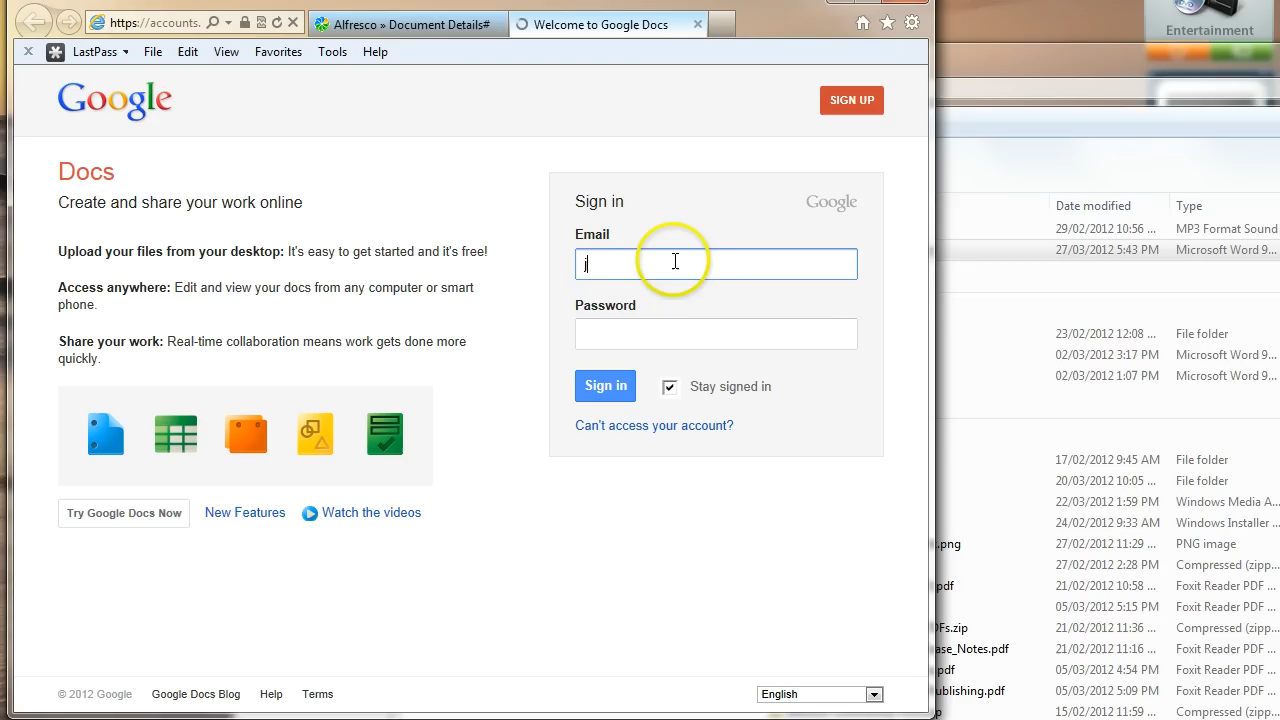 Entertainment
https://accounts.
Alfresco » Document Details#
Welcome to Google Docs
LastPass File Edit View Favorites Tools Help
Google
SIGN UP
Docs
Create and share your work online
Upload your files from your desktop: It's easy to get started and it's free!
Access anywhere: Edit and view your docs from any computer or smart
phone.
Share your work: Real-time collaboration means work gets done more
quickly.
Try Google Docs Now
New Features
Watch the videos
Sign in Google
Email
j
Password
Sign in
Stay signed in
Can't access your account?
© 2012 Google
Google Docs Blog
Help
Terms
English
Date modified Type
29/02/2012 10:56 ... MP3 Format Sound
27/03/2012 5:43 PM Microsoft Word 9...
23/02/2012 12:08 ... File folder
02/03/2012 3:17 PM Microsoft Word 9...
02/03/2012 1:07 PM Microsoft Word 9...
17/02/2012 9:45 AM File folder
20/03/2012 10:05 ... File folder
22/03/2012 1:59 PM Windows Media A...
24/02/2012 9:33 AM Windows Installer ...
.png 27/02/2012 11:29 ... PNG image
27/02/2012 2:28 PM Compressed (zipp...
pdf 21/02/2012 10:58 ... Foxit Reader PDF ...
05/03/2012 5:15 PM Foxit Reader PDF ...
DFs.zip 21/02/2012 11:36 ... Compressed (zipp...
ase_Notes.pdf 21/02/2012 11:16 ... Foxit Reader PDF ...
pdf 05/03/2012 4:54 PM Foxit Reader PDF ...
ublishing.pdf 05/03/2012 5:09 PM Foxit Reader PDF ...
15/02/2012 11:59 ... Compressed (zipp...